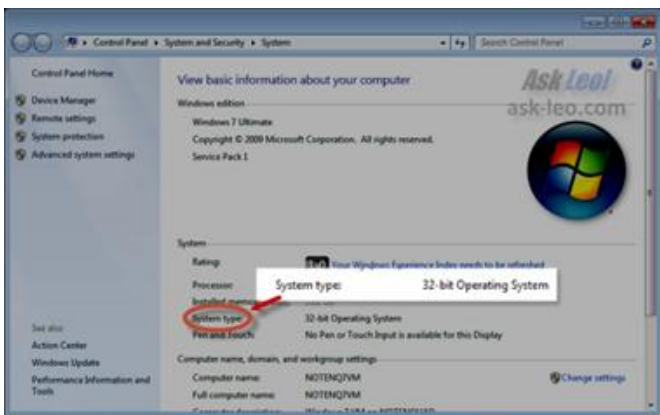 Control Panel ▸ System and Security ▸ System
Search Control Panel
Control Panel Home
Device Manager
Remote settings
System protection
Advanced system settings
See also
Action Center
Windows Update
Performance Information and
Tools
View basic information about your computer
Ask Leo!
ask-leo.com
Windows edition
Windows 7 Ultimate
Copyright © 2009 Microsoft Corporation. All rights reserved.
Service Pack 1
System
Rating:
Your Windows Experience Index needs to be refreshed
Processor:
System type: 32-bit Operating System
Installed memory
System type: 32-bit Operating System
Pen and Touch: No Pen or Touch Input is available for this Display
Computer name, domain, and workgroup settings
Computer name: NOTENQ7VM
Change settings
Full computer name: NOTENQ7VM
Computer description: